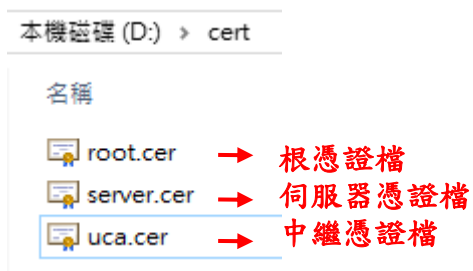 本機磁碟 (D:) › cert
名稱
root.cer → 根憑證檔
server.cer → 伺服器憑證檔
uca.cer → 中繼憑證檔